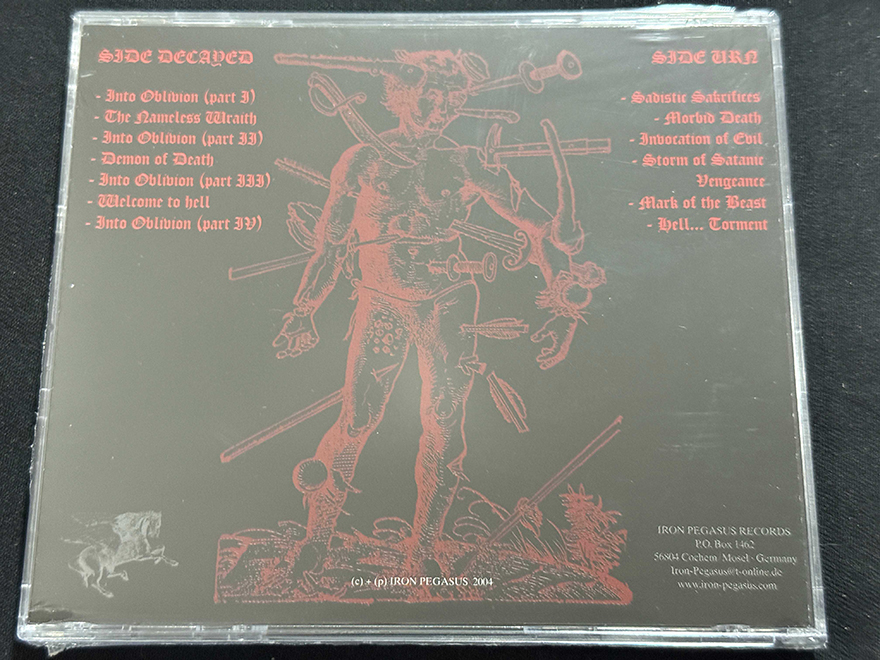 SIDE DECAYED
- Into Oblivion (part I)
- The Nameless Wraith
- Into Oblivion (part II)
- Demon of Death
- Into Oblivion (part III)
- Welcome to hell
- Into Oblivion (part IV)
SIDE URN
- Sadistic Sakrifices
- Morbid Death
- Invocation of Evil
- Storm of Satanic
Vengeance
- Mark of the Beast
- Hell... Torment
(c) + (p) IRON PEGASUS 2004
IRON PEGASUS RECORDS
P.O. Box 1462
56804 Cochem/Mosel - Germany
Iron-Pegasus@t-online.de
www.iron-pegasus.com